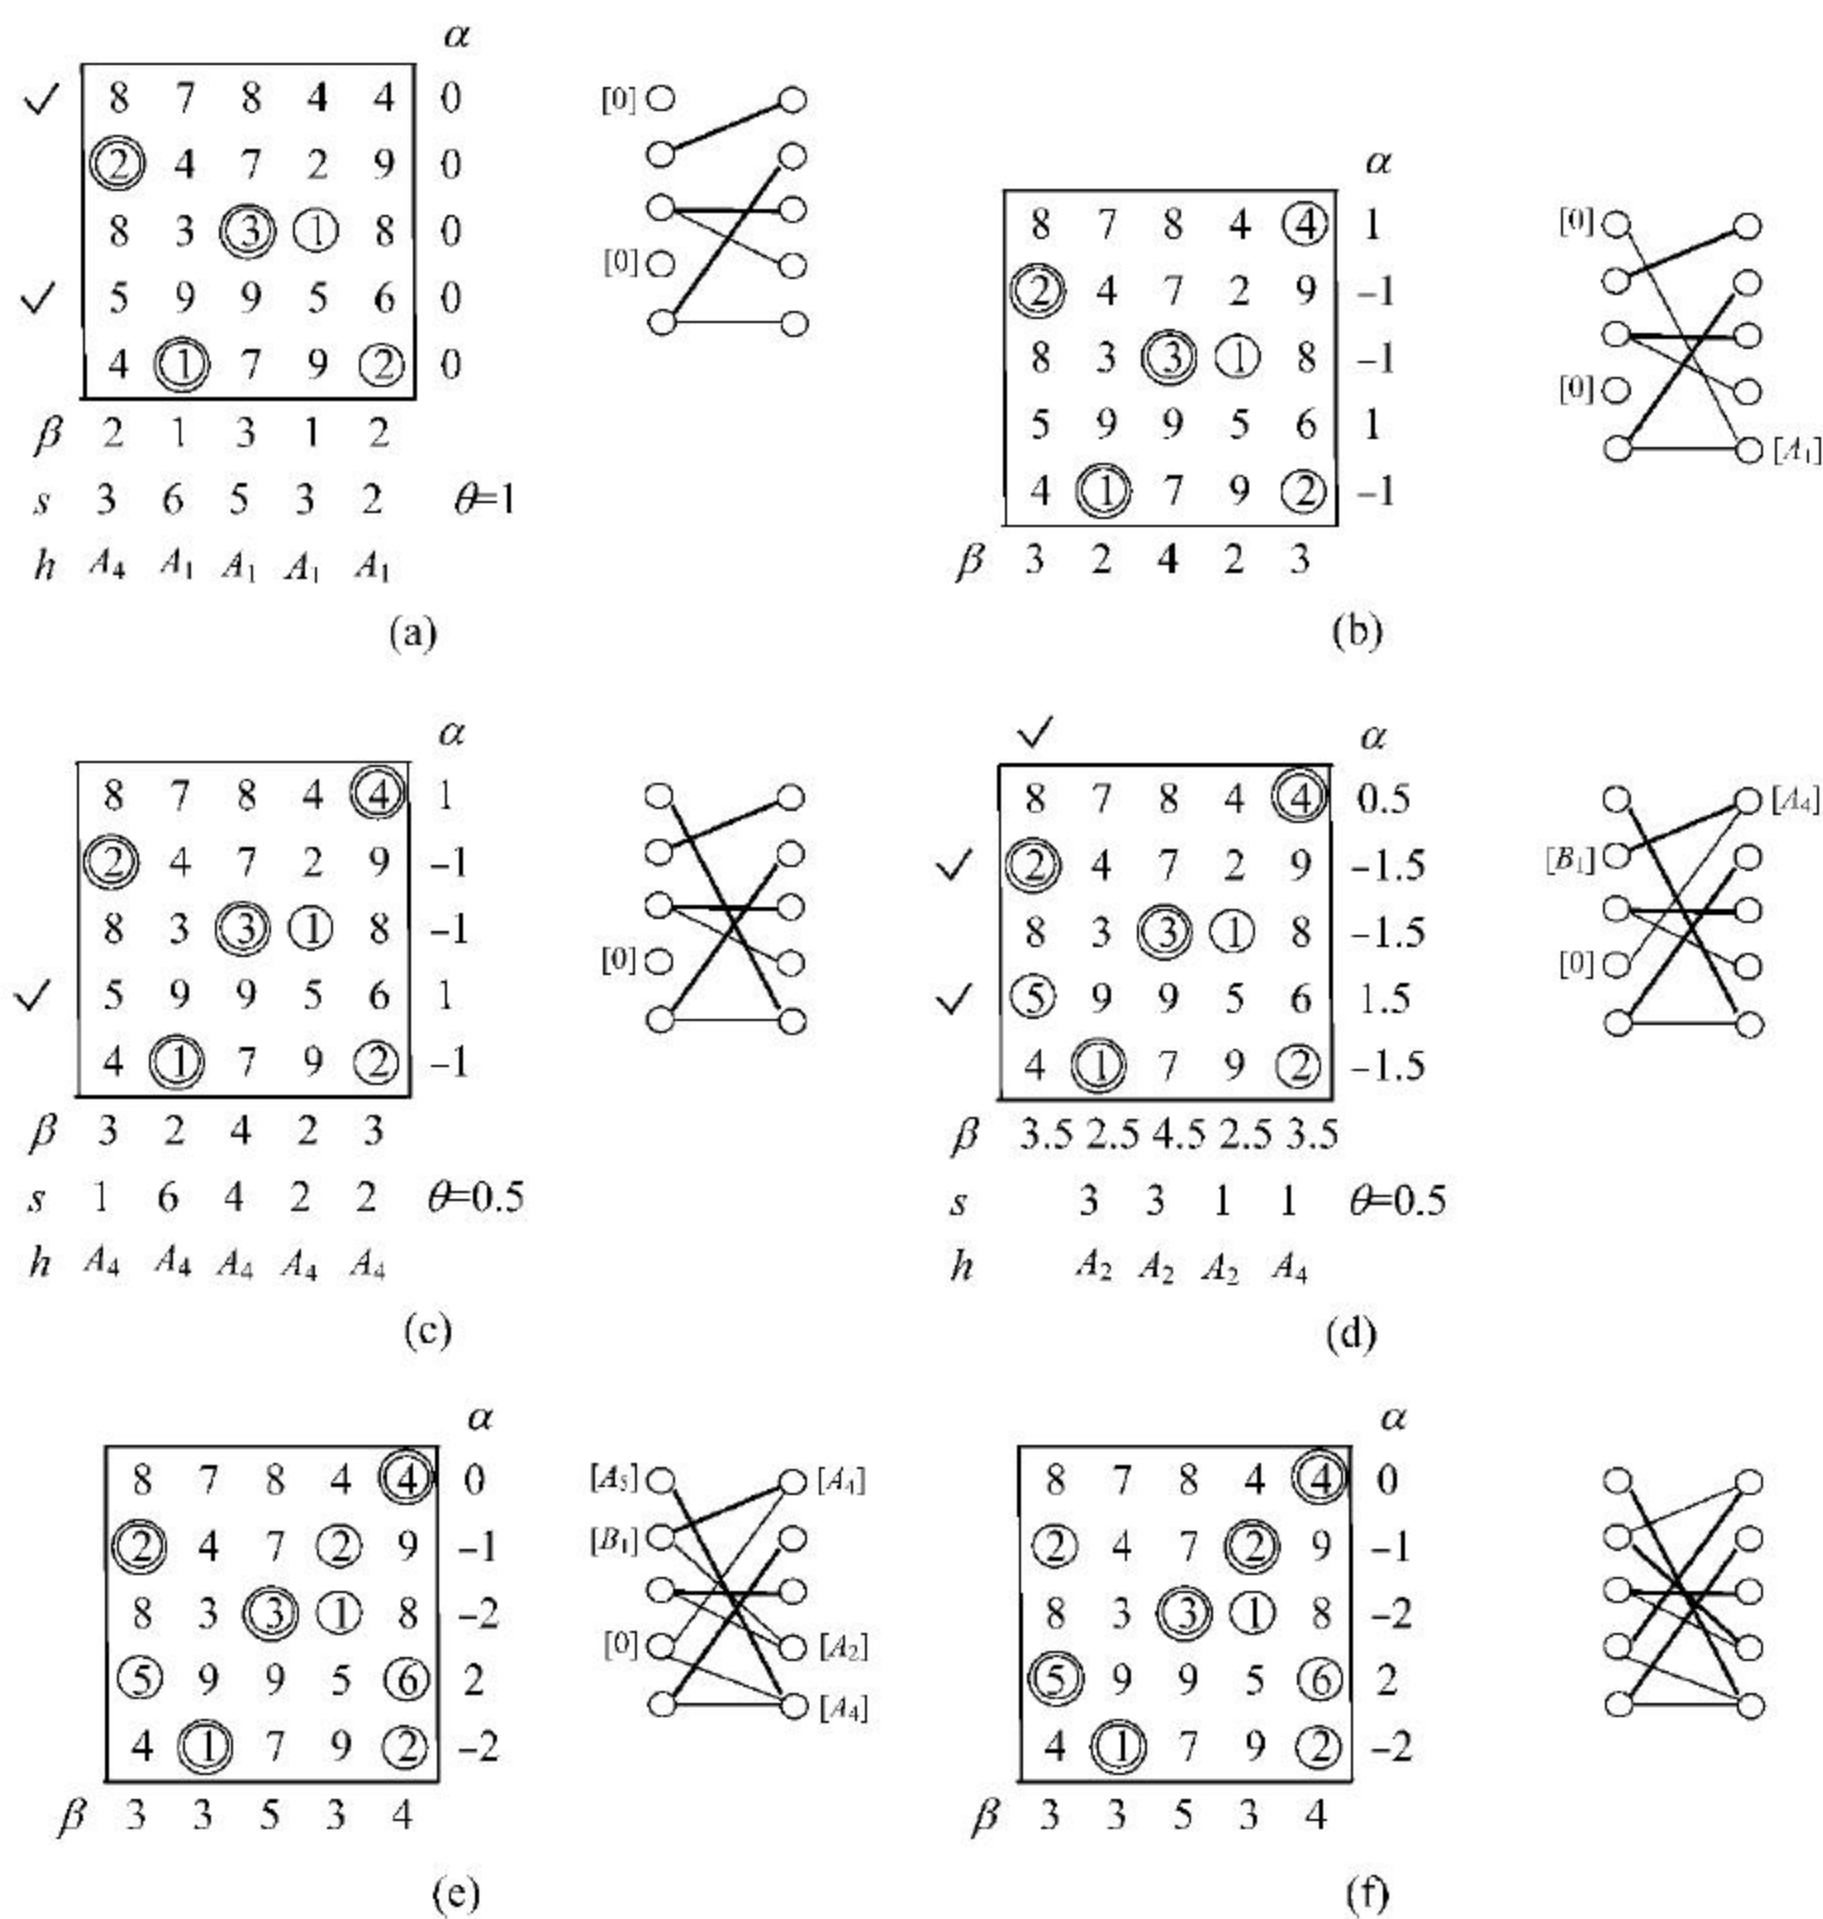 α
✓ 8 7 8 4 4 0 [0]
② 4 7 2 9 0
8 3 ③ ① 8 0
✓ 5 9 9 5 6 0 [0]
4 ① 7 9 ② 0
β 2 1 3 1 2
s 3 6 5 3 2 θ=1
h A4 A1 A1 A1 A1
(a)
α
8 7 8 4 ④ 1 [0]
② 4 7 2 9 –1
8 3 ③ ① 8 –1
5 9 9 5 6 1 [0]
4 ① 7 9 ② –1 [A1]
β 3 2 4 2 3
(b)
α
8 7 8 4 ④ 1
② 4 7 2 9 –1
8 3 ③ ① 8 –1
✓ 5 9 9 5 6 1 [0]
4 ① 7 9 ② –1
β 3 2 4 2 3
s 1 6 4 2 2 θ=0.5
h A4 A4 A4 A4 A4
(c)
✓ α
8 7 8 4 ④ 0.5 [A4]
✓ ② 4 7 2 9 –1.5 [B1]
8 3 ③ ① 8 –1.5
✓ ⑤ 9 9 5 6 1.5 [0]
4 ① 7 9 ② –1.5
β 3.5 2.5 4.5 2.5 3.5
s 3 3 1 1 θ=0.5
h A2 A2 A2 A4
(d)
α
8 7 8 4 ④ 0 [A5] [A4]
② 4 7 ② 9 –1 [B1]
8 3 ③ ① 8 –2
⑤ 9 9 5 ⑥ 2 [0] [A2]
4 ① 7 9 ② –2 [A4]
β 3 3 5 3 4
(e)
α
8 7 8 4 ④ 0
② 4 7 ② 9 –1
8 3 ③ ① 8 –2
⑤ 9 9 5 ⑥ 2
4 ① 7 9 ② –2
β 3 3 5 3 4
(f)